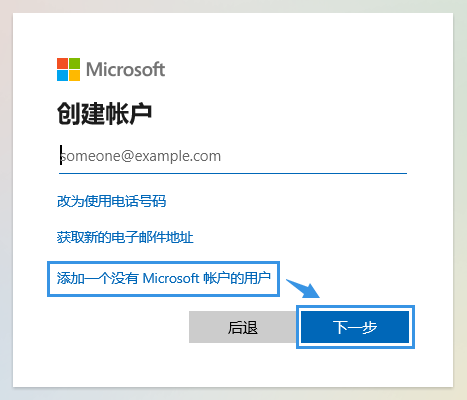 Microsoft
创建帐户
someone@example.com
改为使用电话号码
获取新的电子邮件地址
添加一个没有 Microsoft 帐户的用户
后退
下一步